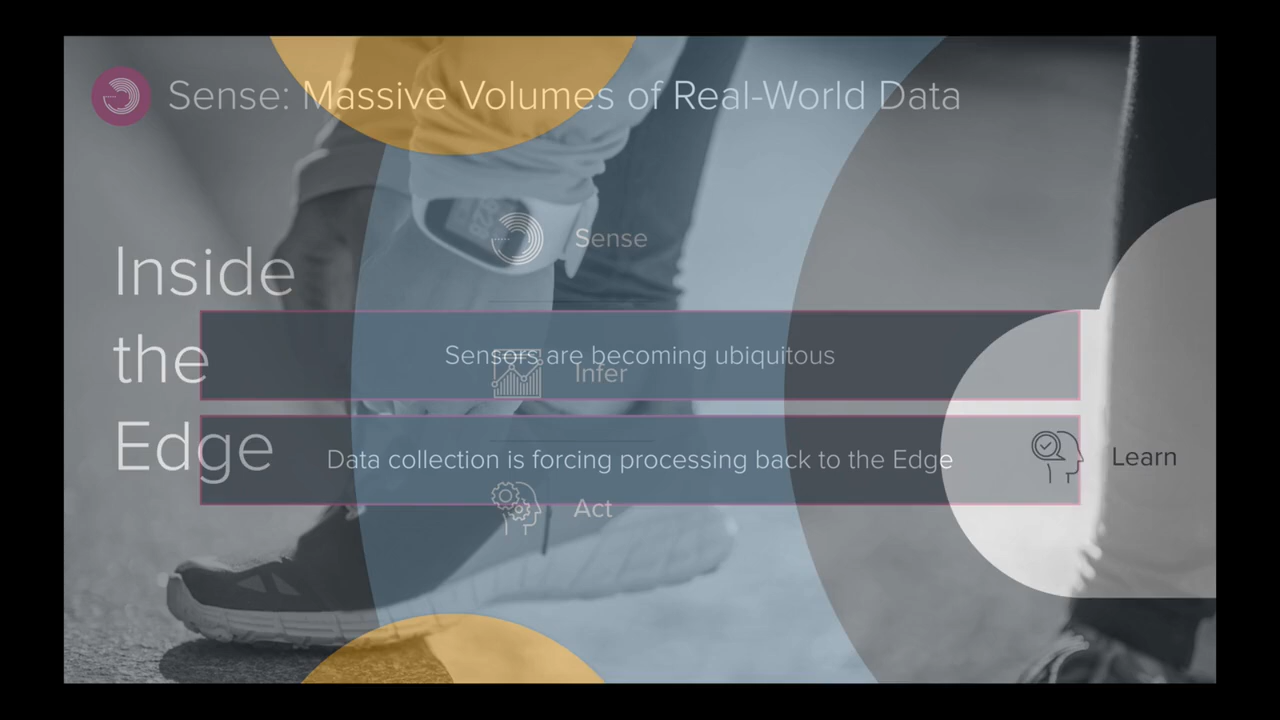 Sense: Massive Volumes of Real-World Data
Inside
the
Edge
Sense
Sensors are becoming ubiquitous
Infer
Data collection is forcing processing back to the Edge
Learn
Act